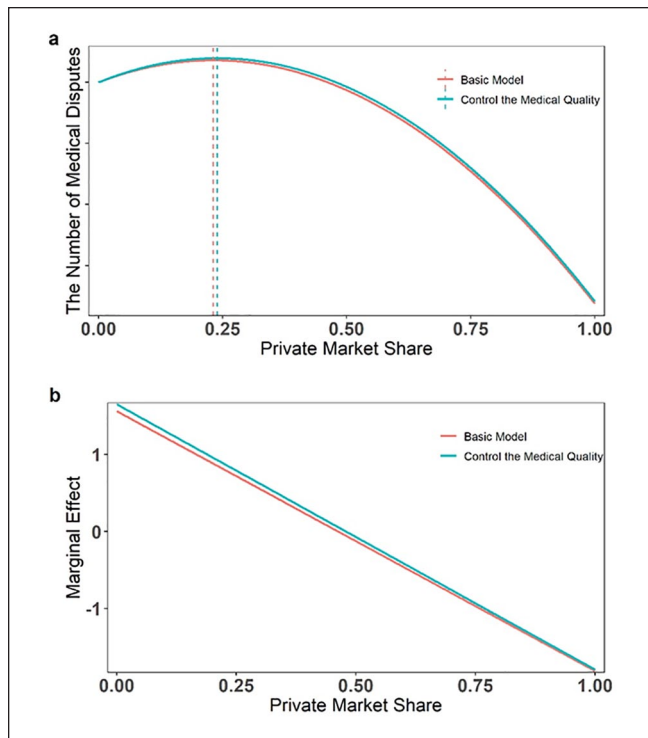 a
The Number of Medical Disputes
Basic Model
Control the Medical Quality
0.00 0.25 0.50 0.75 1.00
Private Market Share
b
Marginal Effect
1
0
-1
Basic Model
Control the Medical Quality
0.00 0.25 0.50 0.75 1.00
Private Market Share